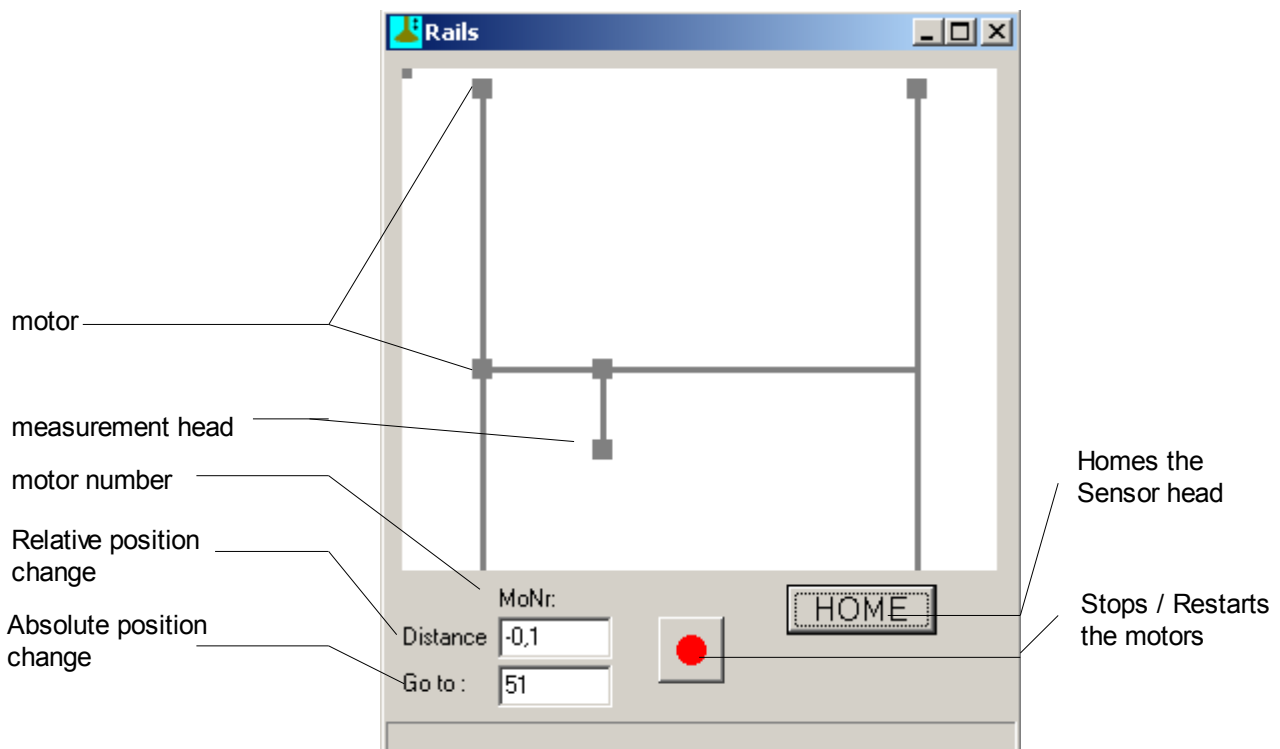 Rails
motor
measurement head
motor number
Relative position
change
Absolute position
change
MoNr:
Distance -0,1
Go to : 51
HOME
Homes the
Sensor head
Stops / Restarts
the motors